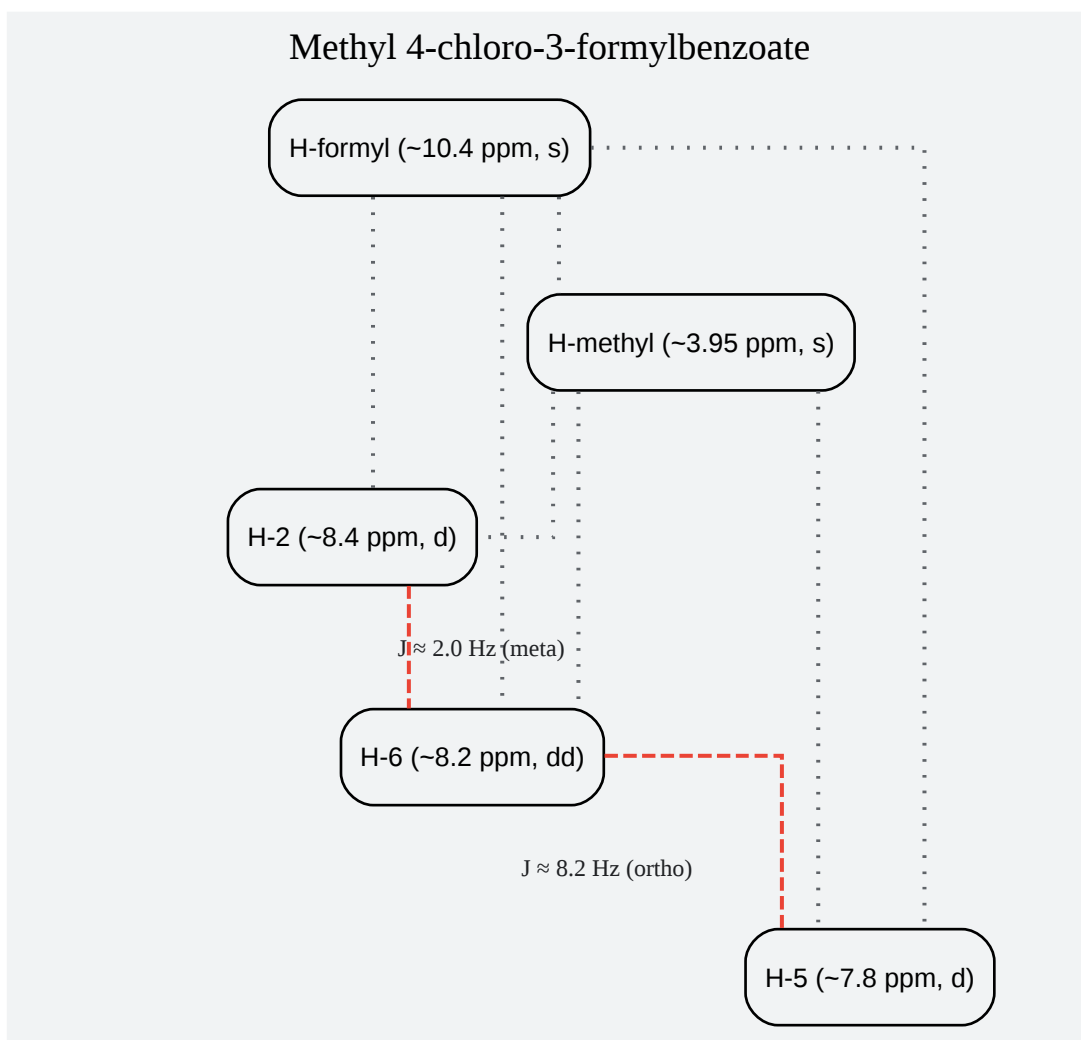 Methyl 4-chloro-3-formylbenzoate
H-formyl (~10.4 ppm, s)
H-methyl (~3.95 ppm, s)
H-2 (~8.4 ppm, d)
J ≈ 2.0 Hz (meta)
H-6 (~8.2 ppm, dd)
J ≈ 8.2 Hz (ortho)
H-5 (~7.8 ppm, d)